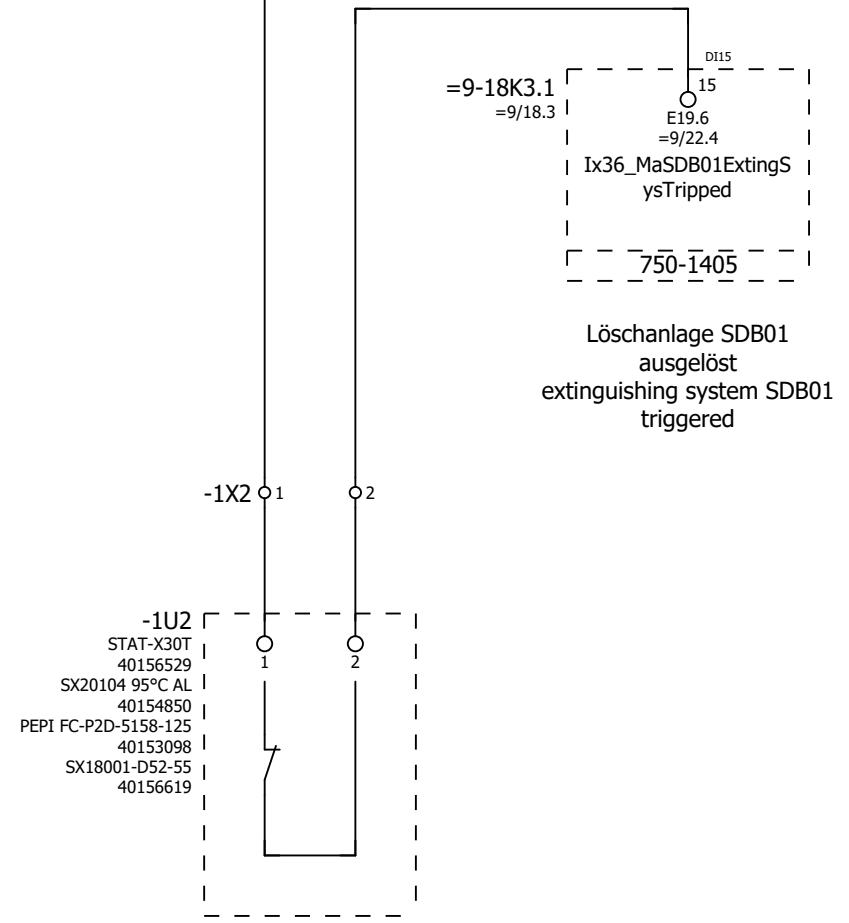 DI15
=9-18K3.1
15
=9/18.3
E19.6
=9/22.4
Ix36_MaSDB01ExtingS
ysTripped
750-1405
Löschanlage SDB01
ausgelöst
extinguishing system SDB01
triggered
-1X2 1 2
-1U2
STAT-X30T
1 2
40156529
SX20104 95°C AL
40154850
PEPI FC-P2D-5158-125
40153098
SX18001-D52-55
40156619